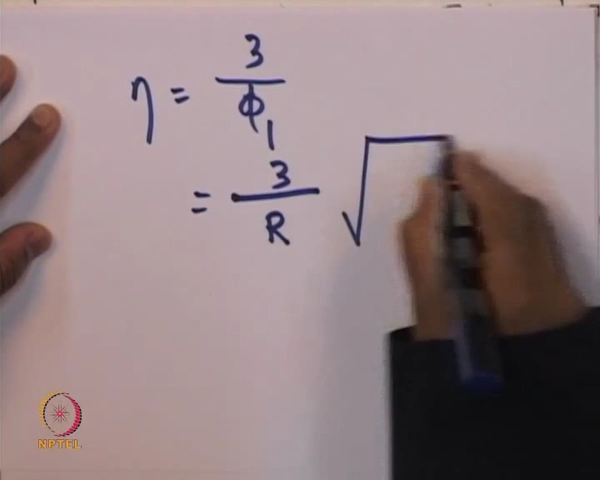 η = 3/ϕ₁
= 3/R √
NPTEL